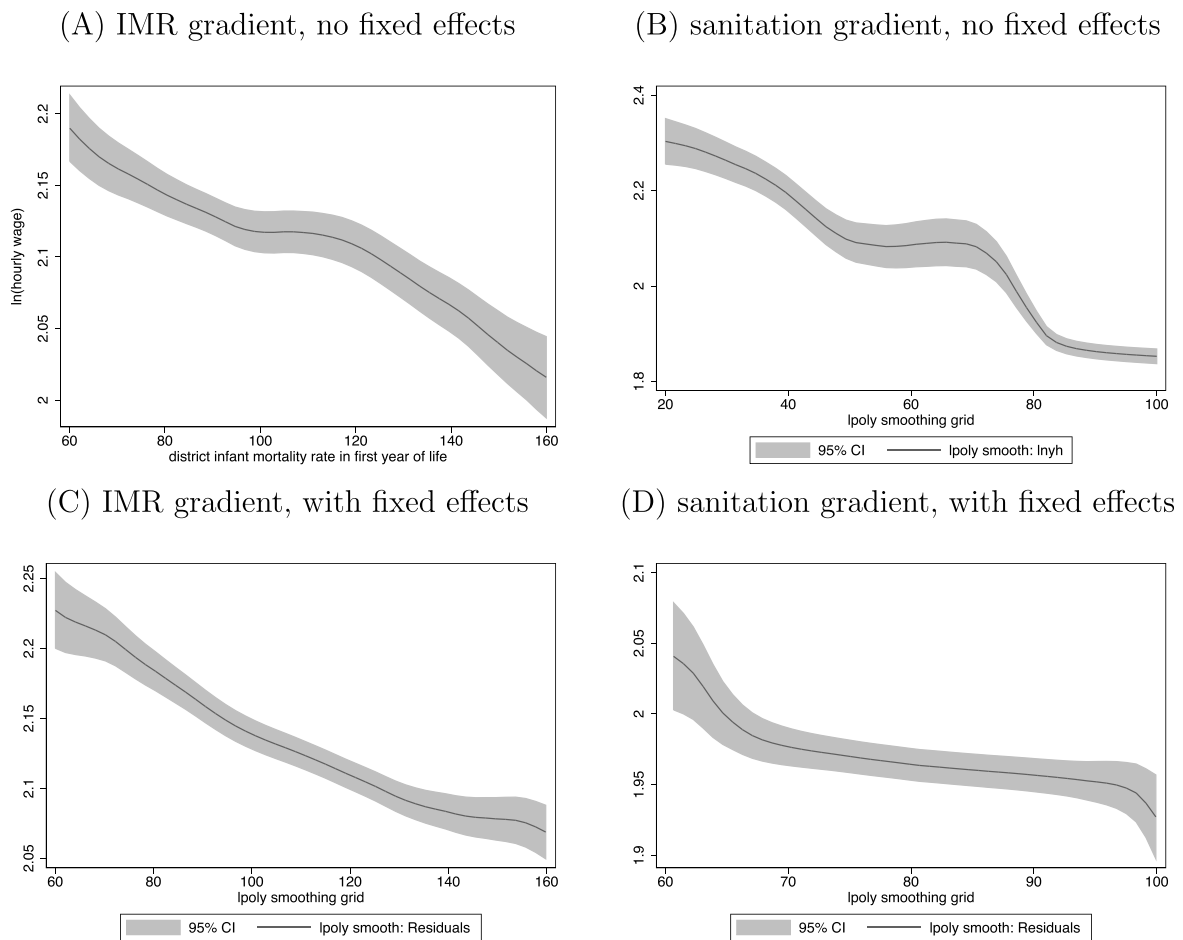 (A) IMR gradient, no fixed effects
ln(hourly wage)
2.2
2.15
2.1
2.05
2
60 80 100 120 140 160
district infant mortality rate in first year of life
(B) sanitation gradient, no fixed effects
2.4
2.2
2
1.8
20 40 60 80 100
lpoly smoothing grid
95% CI lpoly smooth: lnyh
(C) IMR gradient, with fixed effects
2.25
2.2
2.15
2.1
2.05
60 80 100 120 140 160
lpoly smoothing grid
95% CI lpoly smooth: Residuals
(D) sanitation gradient, with fixed effects
2.1
2.05
2
1.95
1.9
60 70 80 90 100
lpoly smoothing grid
95% CI lpoly smooth: Residuals